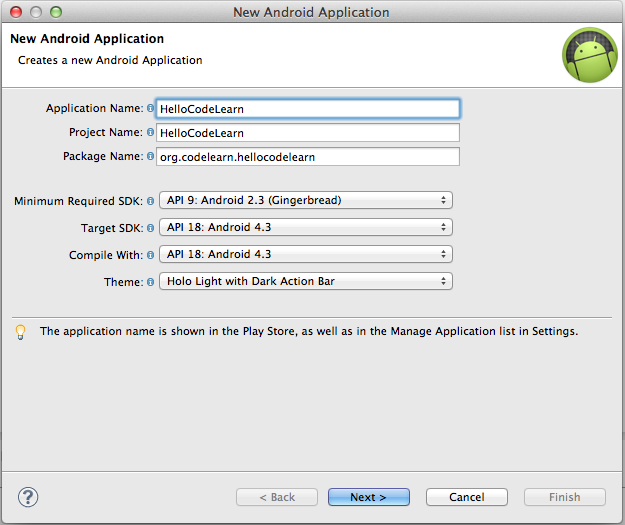 New Android Application
New Android Application
Creates a new Android Application
Application Name: HelloCodeLearn
Project Name: HelloCodeLearn
Package Name: org.codelearn.hellocodelearn
Minimum Required SDK: API 9: Android 2.3 (Gingerbread)
Target SDK: API 18: Android 4.3
Compile With: API 18: Android 4.3
Theme: Holo Light with Dark Action Bar
The application name is shown in the Play Store, as well as in the Manage Application list in Settings.
? < Back Next > Cancel Finish